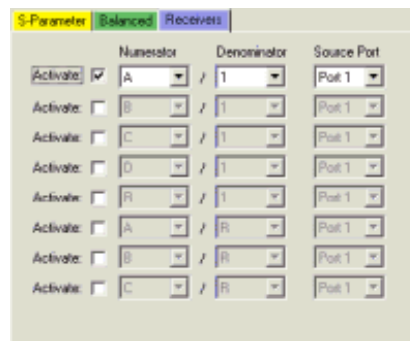 S-Parameter Balanced Receivers
Numerator Denominator Source Port
Activate: A / 1 Port 1
Activate: B / 1 Port 1
Activate: C / 1 Port 1
Activate: D / 1 Port 1
Activate: R / 1 Port 1
Activate: A / R Port 1
Activate: B / R Port 1
Activate: C / R Port 1